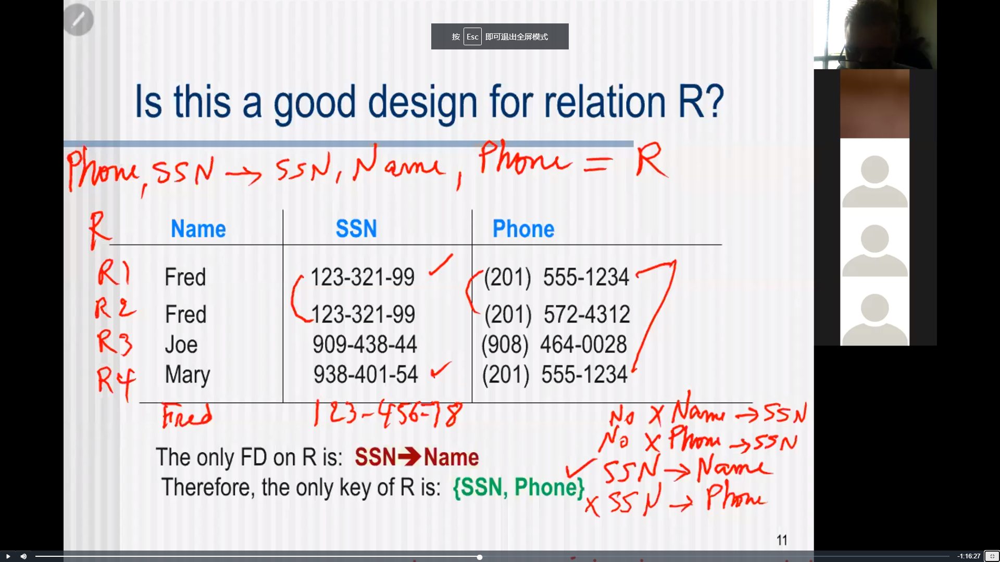 按 Esc 即可退出全屏模式
Is this a good design for relation R?
Phone, SSN → SSN, Name, Phone = R
R Name SSN Phone
R1 Fred 123-321-99 ✓ (201) 555-1234
R2 Fred 123-321-99 (201) 572-4312
R3 Joe 909-438-44 (908) 464-0028
R4 Mary 938-401-54 ✓ (201) 555-1234
Fred 123-456-78
No X Name → SSN
No X Phone → SSN
The only FD on R is: SSN➔Name
✓ SSN → Name
Therefore, the only key of R is: {SSN, Phone}
X SSN → Phone
11
-1:16:27